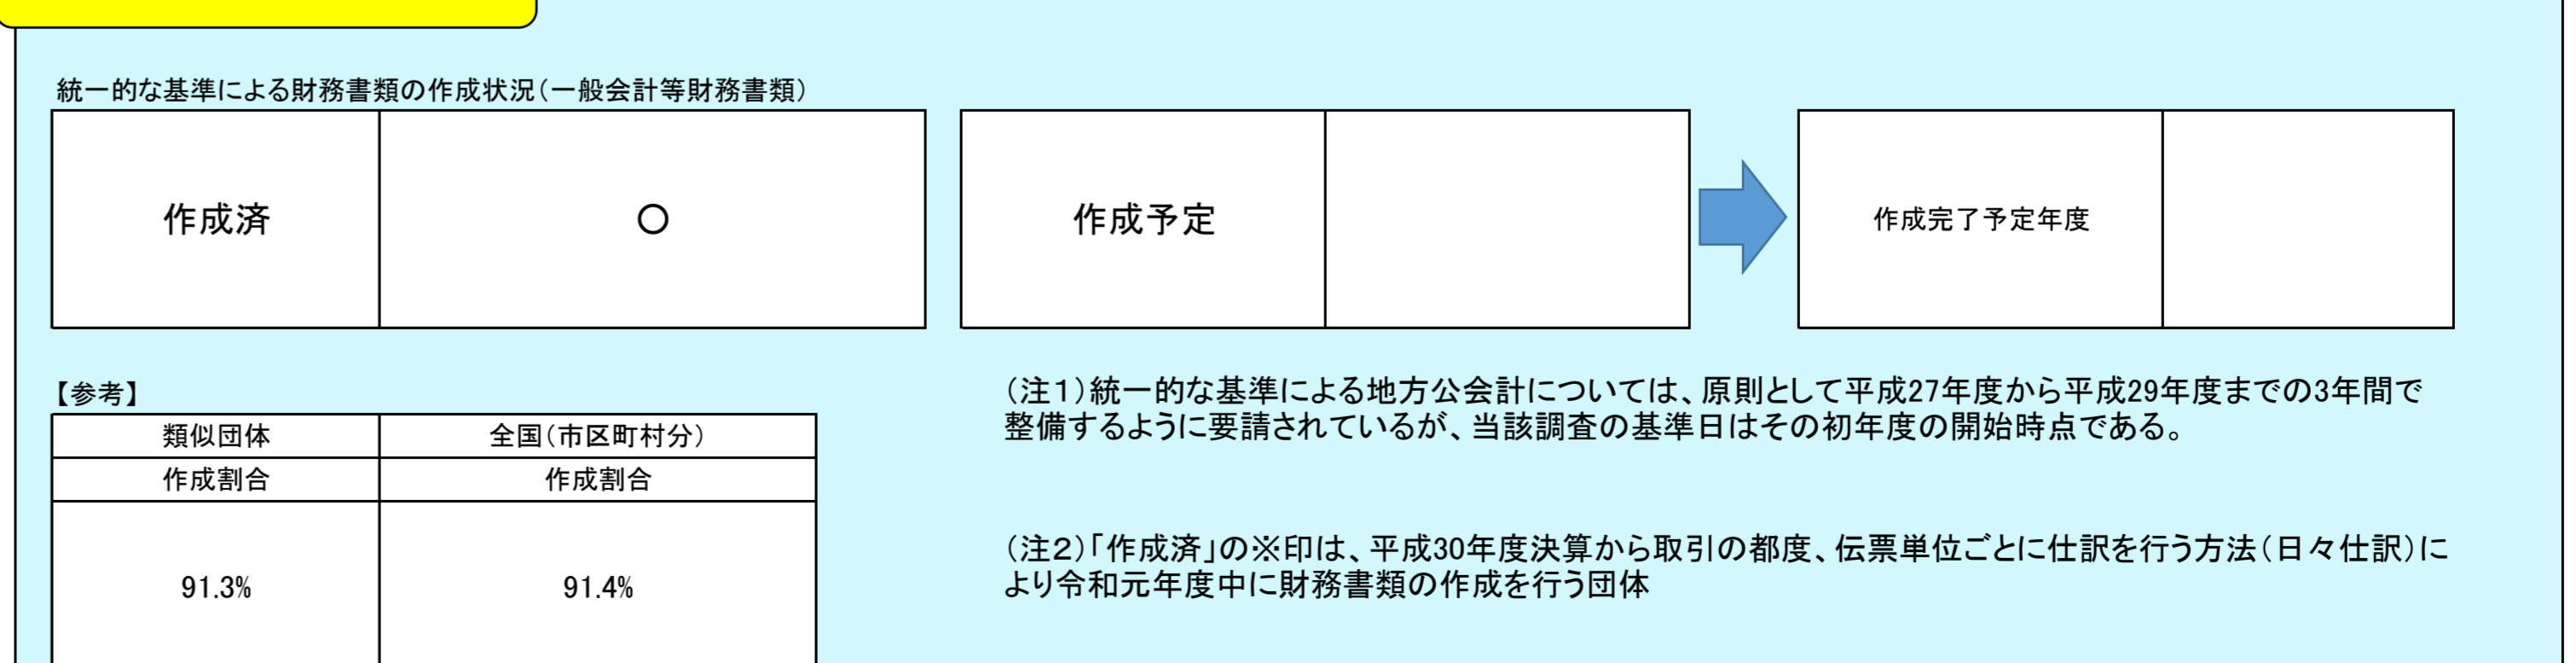 統一的な基準による財務書類の作成状況(一般会計等財務書類)
作成済
○
作成予定
作成完了予定年度
【参考】
類似団体
全国(市区町村分)
作成割合
作成割合
91.3%
91.4%
(注1)統一的な基準による地方公会計については、原則として平成27年度から平成29年度までの3年間で
整備するように要請されているが、当該調査の基準日はその初年度の開始時点である。
(注2)「作成済」の※印は、平成30年度決算から取引の都度、伝票単位ごとに仕訳を行う方法(日々仕訳)に
より令和元年度中に財務書類の作成を行う団体